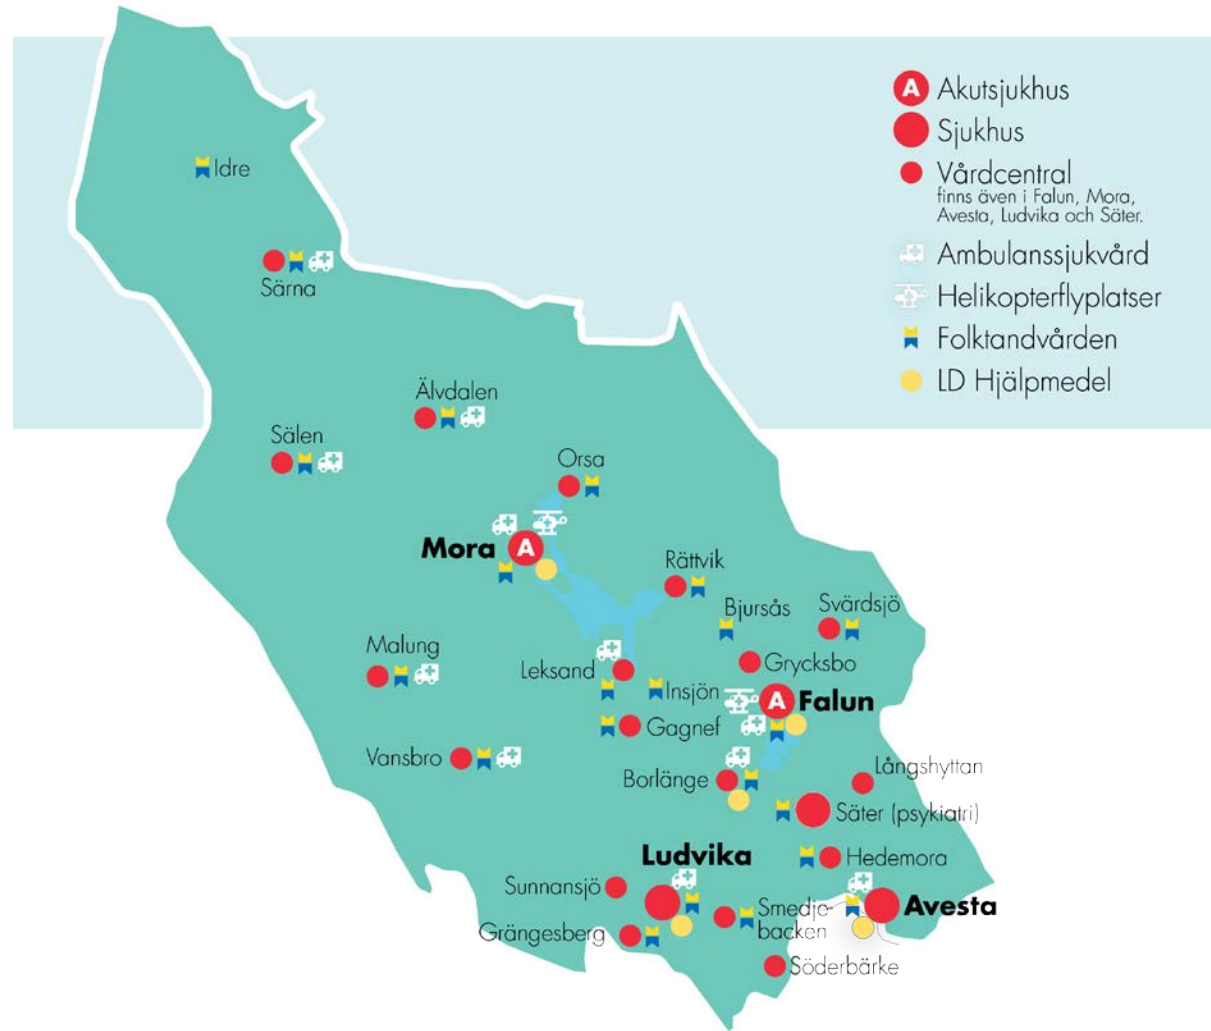 A Akutsjukhus
Sjukhus
Vårdcentral
finns även i Falun, Mora,
Avesta, Ludvika och Säter.
Ambulanssjukvård
Helikopterflyplatser
Folktandvården
LD Hjälpmedel
Idre
Särna
Älvdalen
Sälen
Orsa
Mora A
Rättvik
Bjursås
Svärdsjö
Malung
Leksand
Grycksbo
Insjön
A Falun
Gagnef
Vansbro
Borlänge
Långshyttan
Säter (psykiatri)
Ludvika
Hedemora
Sunnansjö
Smedje-
backen
Avesta
Grängesberg
Söderbärke